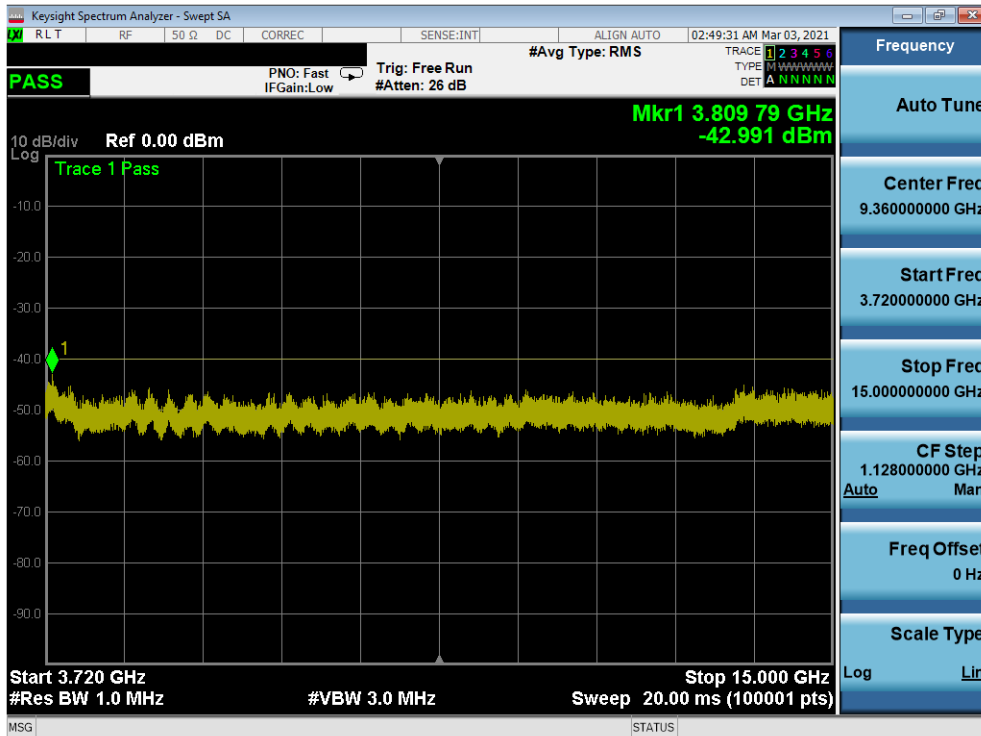 Keysight Spectrum Analyzer - Swept SA
LXI RLT RF 50 Ω DC CORREC SENSE:INT ALIGN AUTO 02:49:31 AM Mar 03, 2021
PASS
PNO: Fast
IFGain:Low
Trig: Free Run
#Atten: 26 dB
#Avg Type: RMS
TRACE 1 2 3 4 5 6
TYPE M WWWWW
DET A N N N N N
Mkr1 3.809 79 GHz
-42.991 dBm
10 dB/div Ref 0.00 dBm
Log
Trace 1 Pass
1
-10.0
-20.0
-30.0
-40.0
-50.0
-60.0
-70.0
-80.0
-90.0
Start 3.720 GHz Stop 15.000 GHz
#Res BW 1.0 MHz #VBW 3.0 MHz Sweep 20.00 ms (100001 pts)
MSG STATUS
Frequency
Auto Tune
Center Freq
9.360000000 GHz
Start Freq
3.720000000 GHz
Stop Freq
15.000000000 GHz
CF Step
1.128000000 GHz
Auto Man
Freq Offset
0 Hz
Scale Type
Log Lin